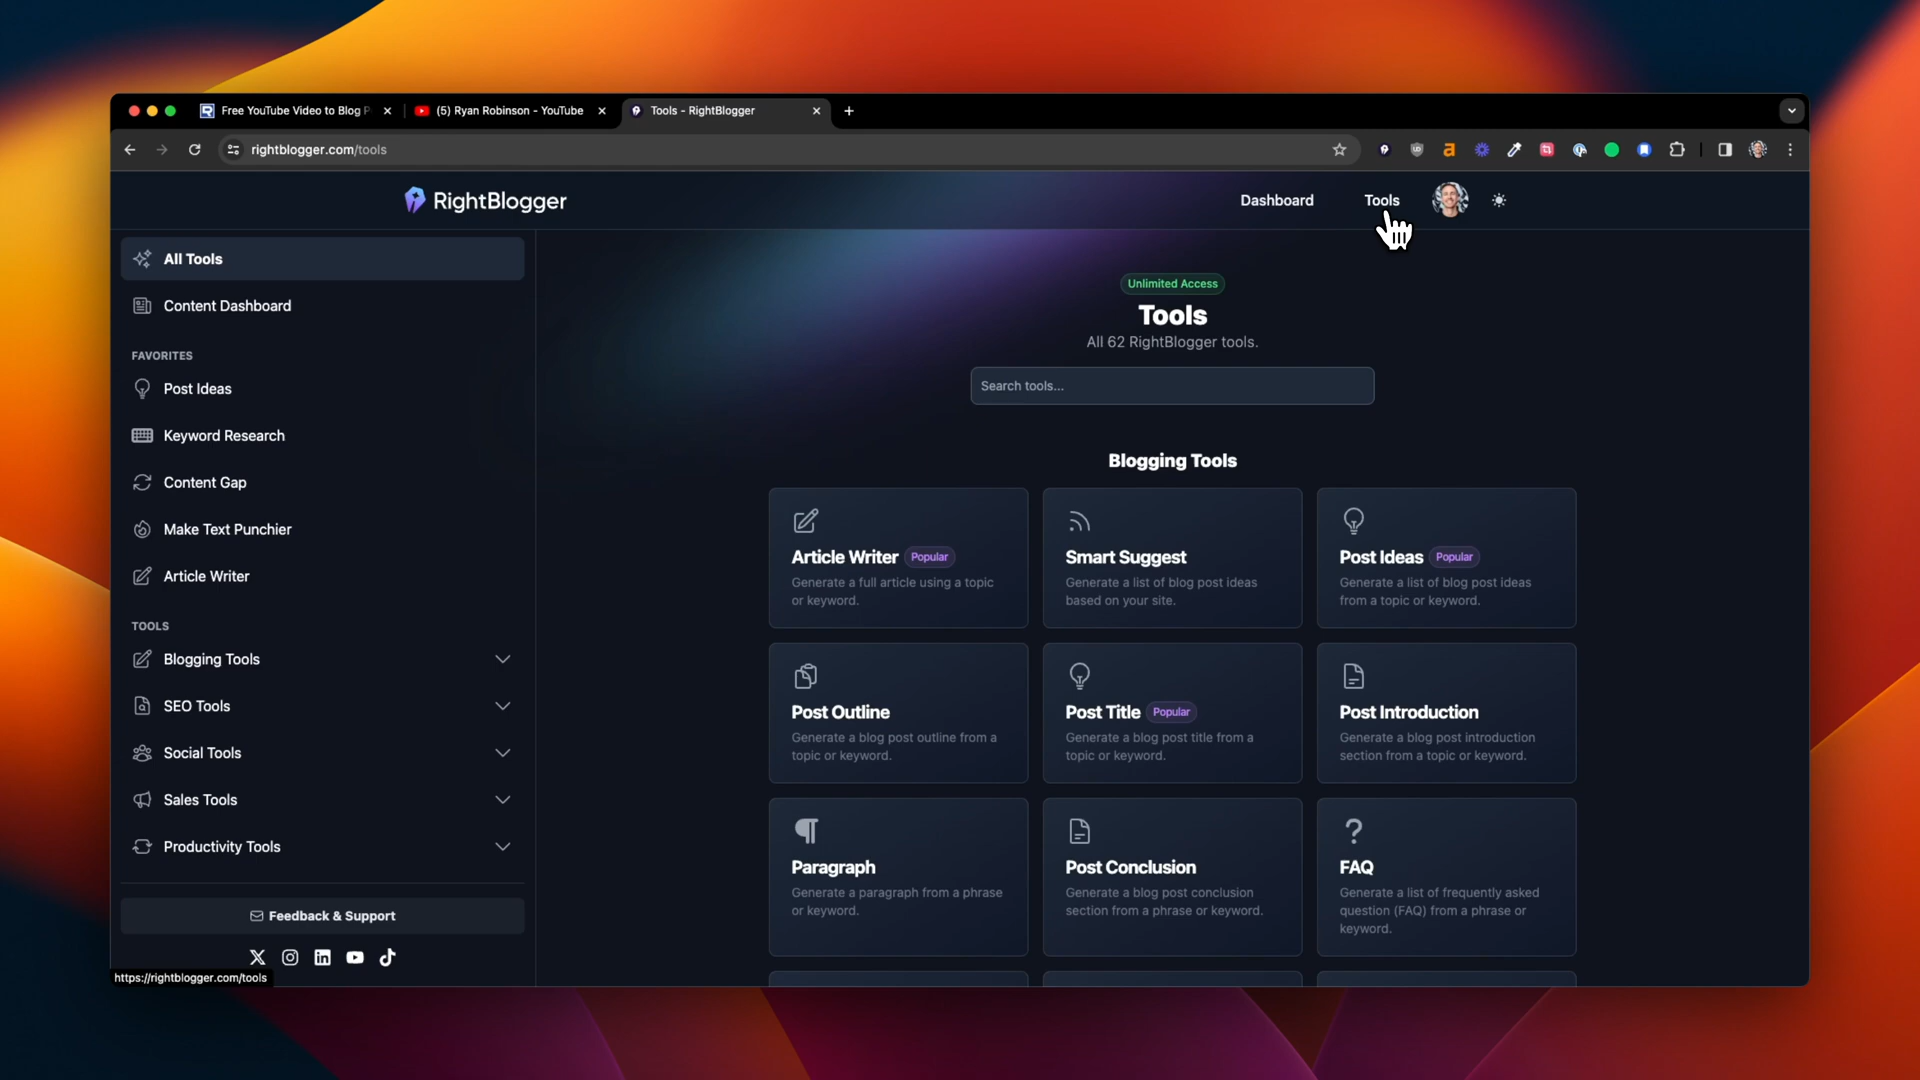 Free YouTube Video to Blog P
(5) Ryan Robinson - YouTube
Tools - RightBlogger
rightblogger.com/tools
RightBlogger
Dashboard
Tools
All Tools
Content Dashboard
FAVORITES
Post Ideas
Keyword Research
Content Gap
Make Text Punchier
Article Writer
TOOLS
Blogging Tools
SEO Tools
Social Tools
Sales Tools
Productivity Tools
Feedback & Support
https://rightblogger.com/tools
Unlimited Access
Tools
All 62 RightBlogger tools.
Search tools...
Blogging Tools
Article Writer Popular
Generate a full article using a topic
or keyword.
Smart Suggest
Generate a list of blog post ideas
based on your site.
Post Ideas Popular
Generate a list of blog post ideas
from a topic or keyword.
Post Outline
Generate a blog post outline from a
topic or keyword.
Post Title Popular
Generate a blog post title from a
topic or keyword.
Post Introduction
Generate a blog post introduction
section from a topic or keyword.
Paragraph
Generate a paragraph from a phrase
or keyword.
Post Conclusion
Generate a blog post conclusion
section from a phrase or keyword.
FAQ
Generate a list of frequently asked
question (FAQ) from a phrase or
keyword.